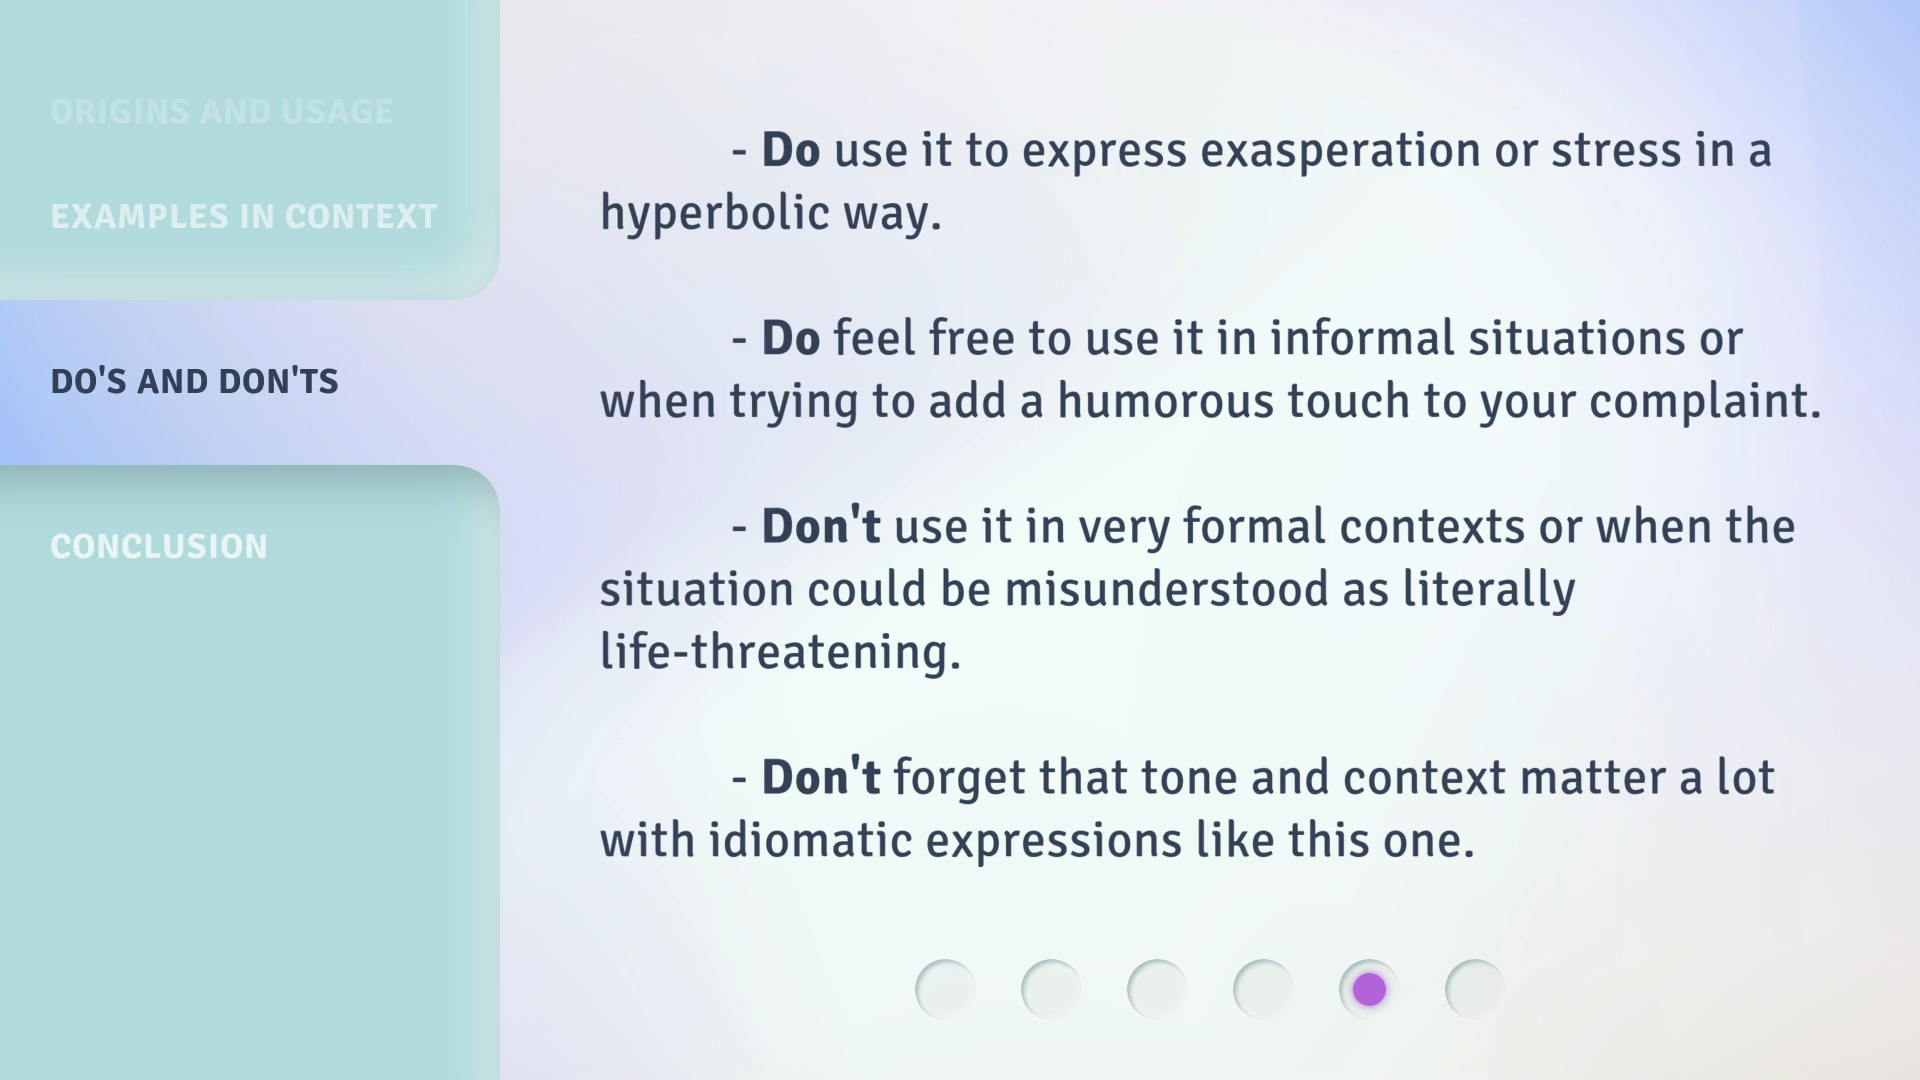 ORIGINS AND USAGE
EXAMPLES IN CONTEXT
DO'S AND DON'TS
CONCLUSION
- Do use it to express exasperation or stress in a
hyperbolic way.
- Do feel free to use it in informal situations or
when trying to add a humorous touch to your complaint.
- Don't use it in very formal contexts or when the
situation could be misunderstood as literally
life-threatening.
- Don't forget that tone and context matter a lot
with idiomatic expressions like this one.